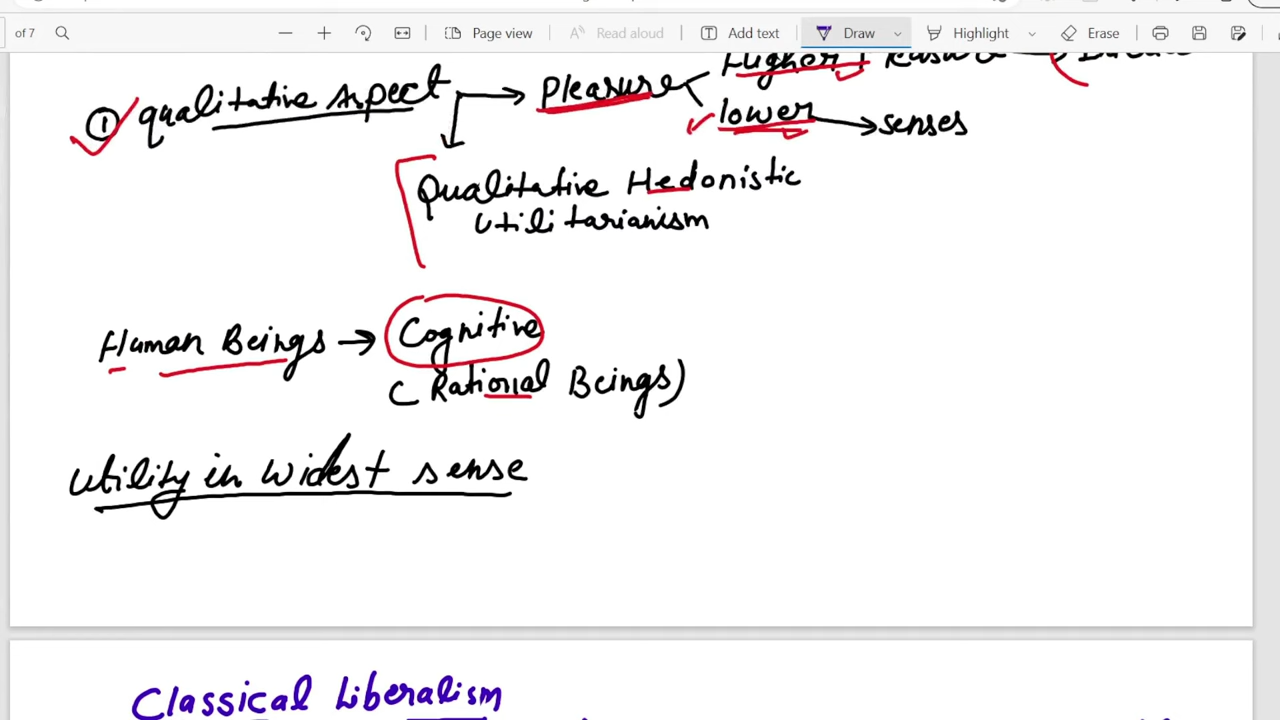 of 7
Page view
Read aloud
Add text
Draw
Highlight
Erase
Higher
① qualitative Aspect
Pleasure
lower
senses
Qualitative Hedonistic
Utilitarianism
Human Beings → Cognitive
( Rational Beings)
Utility in widest sense
Classical Liberalism